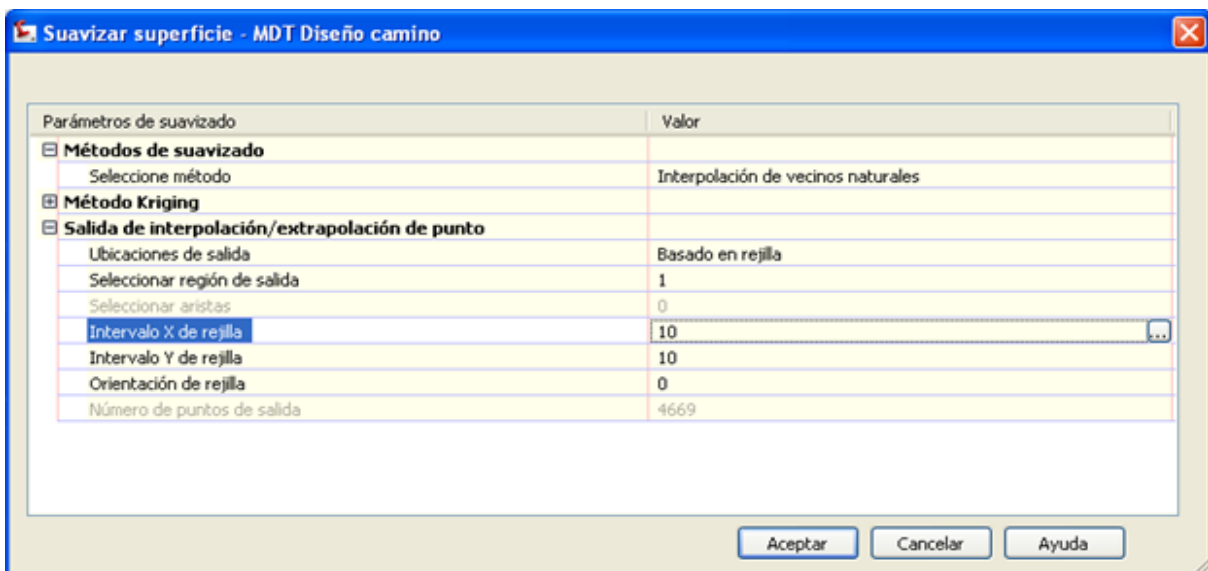 Suavizar superficie - MDT Diseño camino
Parámetros de suavizado Valor
Métodos de suavizado
Seleccione método Interpolación de vecinos naturales
Método Kriging
Salida de interpolación/extrapolación de punto
Ubicaciones de salida Basado en rejilla
Seleccionar región de salida 1
Seleccionar aristas 0
Intervalo X de rejilla 10 ...
Intervalo Y de rejilla 10
Orientación de rejilla 0
Número de puntos de salida 4669
Aceptar Cancelar Ayuda